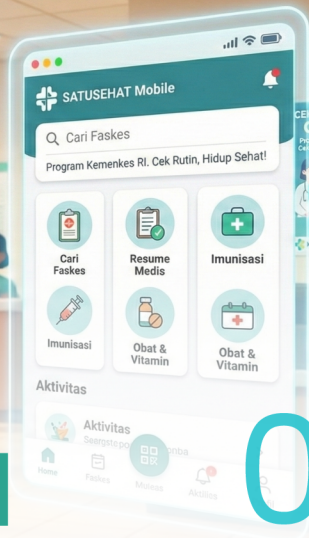 SATUSEHAT Mobile
Cari Faskes
Program Kemenkes RI. Cek Rutin, Hidup Sehat!
Cari Faskes
Resume Medis
Imunisasi
Imunisasi
Obat & Vitamin
Obat & Vitamin
Aktivitas
Aktivitas
Home
Faskes
0